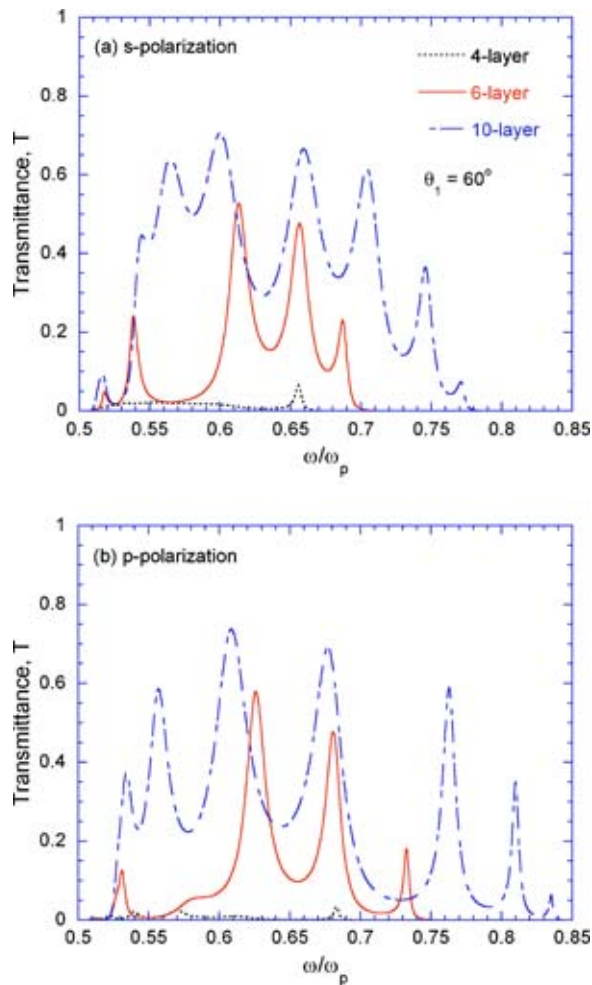 1
(a) s-polarization
4-layer
6-layer
10-layer
θ1 = 60°
0.8
0.6
0.4
0.2
0
Transmittance, T
0.5 0.55 0.6 0.65 0.7 0.75 0.8 0.85
ω/ωp
1
(b) p-polarization
0.8
0.6
0.4
0.2
0
Transmittance, T
0.5 0.55 0.6 0.65 0.7 0.75 0.8 0.85
ω/ωp